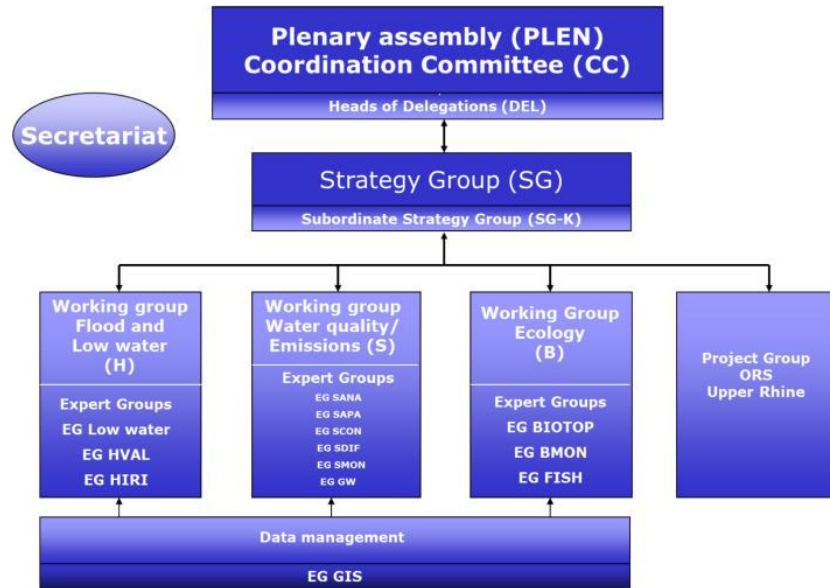 Plenary assembly (PLEN)
Coordination Committee (CC)
Heads of Delegations (DEL)
Secretariat
Strategy Group (SG)
Subordinate Strategy Group (SG-K)
Working group
Flood and
Low water
(H)
Expert Groups
EG Low water
EG HVAL
EG HIRI
Working group
Water quality/
Emissions (S)
Expert Groups
EG SANA
EG SAPA
EG SCON
EG SDIF
EG SMON
EG GW
Working Group
Ecology
(B)
Expert Groups
EG BIOTOP
EG BMON
EG FISH
Project Group
ORS
Upper Rhine
Data management
EG GIS